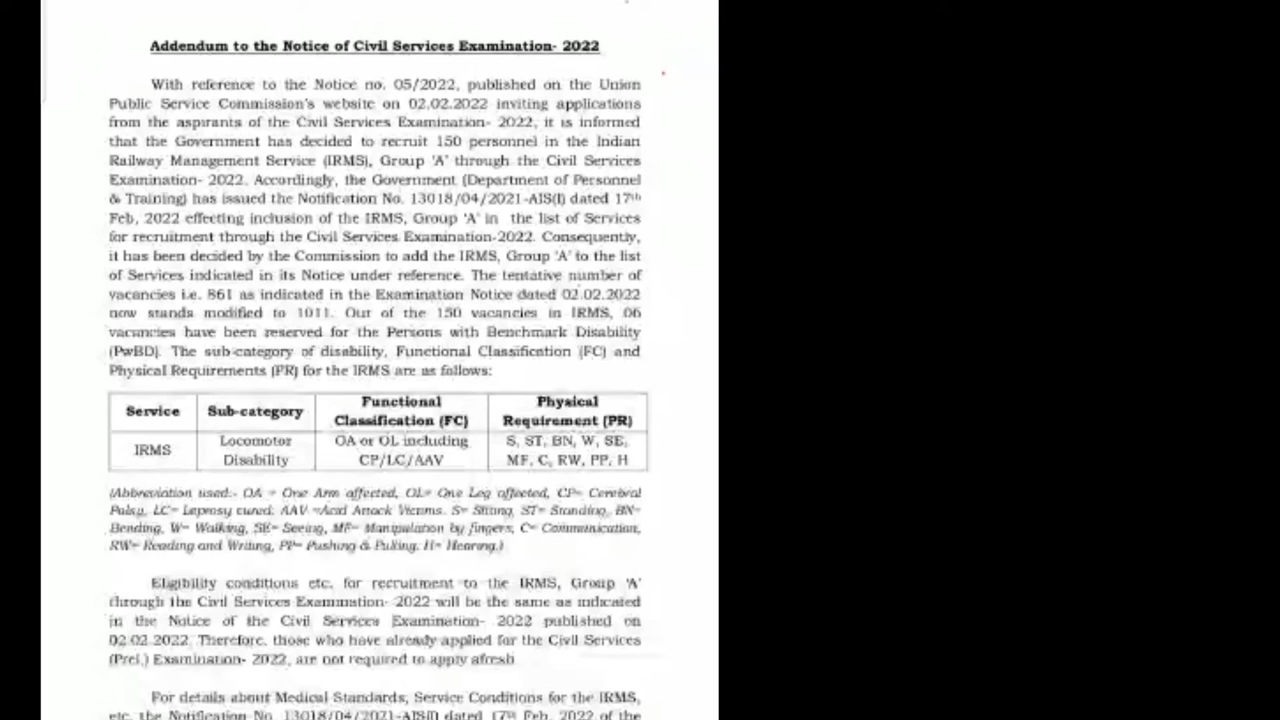 Addendum to the Notice of Civil Services Examination- 2022
With reference to the Notice no. 05/2022, published on the Union
Public Service Commission's website on 02.02.2022 inviting applications
from the aspirants of the Civil Services Examination- 2022, it is informed
that the Government has decided to recruit 150 personnel in the Indian
Railway Management Service (IRMS), Group 'A' through the Civil Services
Examination- 2022. Accordingly, the Government (Department of Personnel
& Training) has issued the Notification No. 13018/04/2021-AIS(I) dated 17th
Feb, 2022 effecting inclusion of the IRMS, Group 'A' in the list of Services
for recruitment through the Civil Services Examination-2022. Consequently,
it has been decided by the Commission to add the IRMS, Group 'A' to the list
of Services indicated in its Notice under reference. The tentative number of
vacancies i.e. 861 as indicated in the Examination Notice dated 02.02.2022
now stands modified to 1011. Out of the 150 vacancies in IRMS, 06
vacancies have been reserved for the Persons with Benchmark Disability
(PwBD). The sub-category of disability, Functional Classification (FC) and
Physical Requirements (PR) for the IRMS are as follows:
Service Sub-category Functional Classification (FC) Physical Requirement (PR)
IRMS Locomotor Disability OA or OL including CP/LC/AAV S, ST, BN, W, SE, MF, C, RW, PP, H
(Abbreviation used:- OA = One Arm affected, OL= One Leg affected, CP= Cerebral
Palsy, LC= Leprosy cured: AAV =Acid Attack Victims. S= Sitting, ST= Standing, BN=
Bending, W= Walking, SE= Seeing, MF= Manipulation by fingers, C= Communication,
RW= Reading and Writing, PP= Pushing & Pulling. H= Hearing.)
Eligibility conditions etc. for recruitment to the IRMS, Group 'A'
through the Civil Services Examination- 2022 will be the same as indicated
in the Notice of the Civil Services Examination- 2022 published on
02.02.2022. Therefore, those who have already applied for the Civil Services
(Prel.) Examination- 2022, are not required to apply afresh
For details about Medical Standards, Service Conditions for the IRMS,
etc. the Notification No. 13018/04/2021-AIS(I) dated 17th Feb, 2022 of the